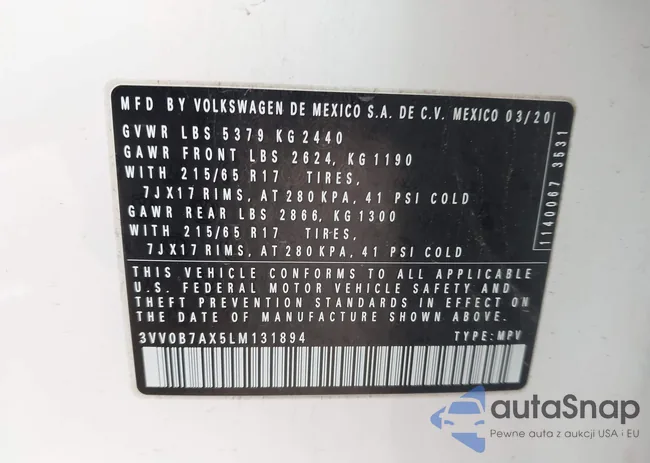 MFD BY VOLKSWAGEN DE MEXICO S.A. DE C.V. MEXICO 03/20
GVWR LBS 5379 KG 2440
GAWR FRONT LBS 2624, KG 1190
WITH 215/65 R17 TIRES,
7JX17 RIMS, AT 280 KPA, 41 PSI COLD
GAWR REAR LBS 2866, KG 1300
WITH 215/65 R17 TIRES,
7JX17 RIMS, AT 280 KPA, 41 PSI COLD
1140067 3531
THIS VEHICLE CONFORMS TO ALL APPLICABLE
U.S. FEDERAL MOTOR VEHICLE SAFETY AND
THEFT PREVENTION STANDARDS IN EFFECT ON
THE DATE OF MANUFACTURE SHOWN ABOVE.
3VV0B7AX5LM131894 TYPE: MPV
autaSnap
Pewne auta z aukcji USA i EU